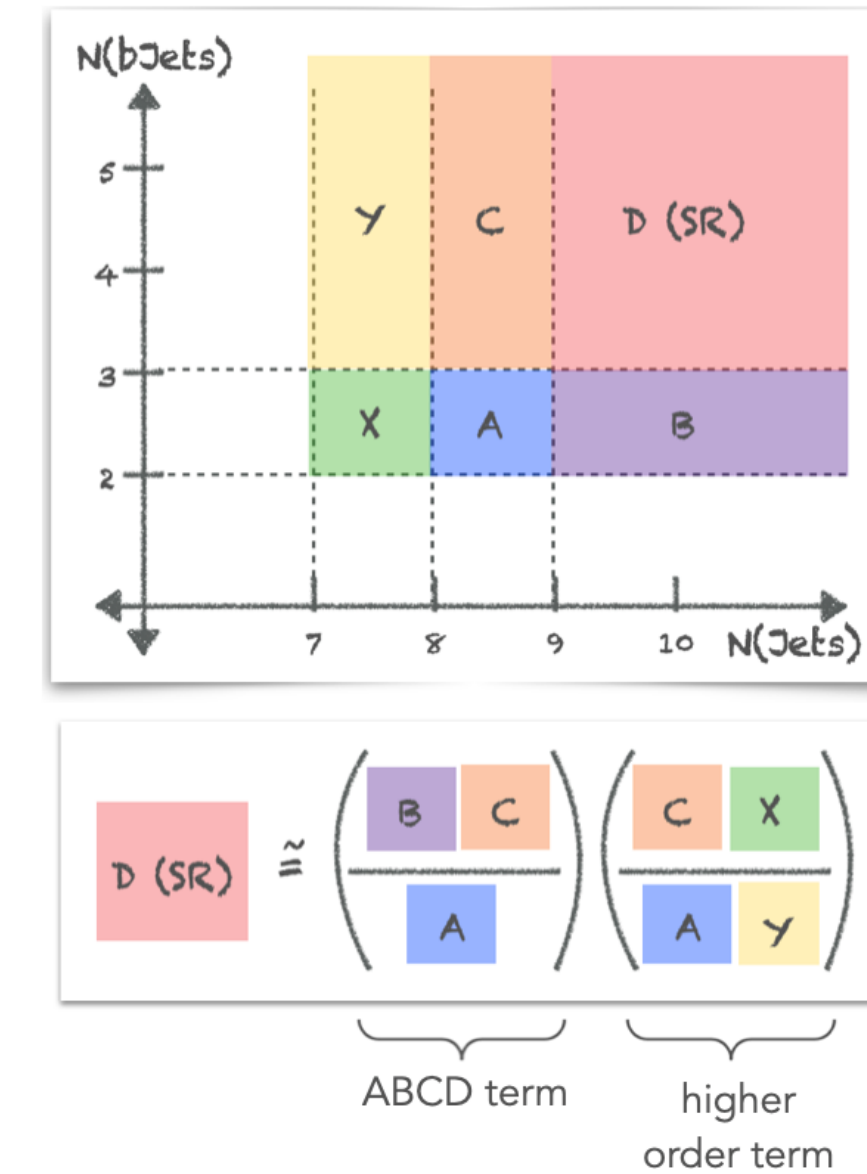 N(bJets)
5
Y
C
D (SR)
4
3
X
A
B
2
7
8
9
10
N(Jets)
B
C
C
X
D (SR)
≅
A
A
Y
ABCD term
higher
order term